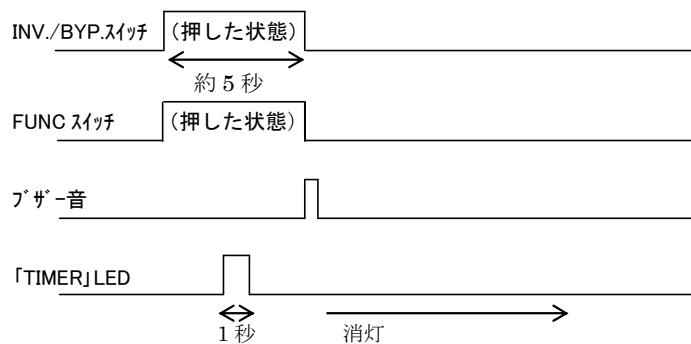 INV./BYP.ｽｲｯﾁ
(押した状態)
約5秒
FUNC ｽｲｯﾁ
(押した状態)
ﾌﾞｻﾞｰ音
｢TIMER｣LED
1秒
消灯